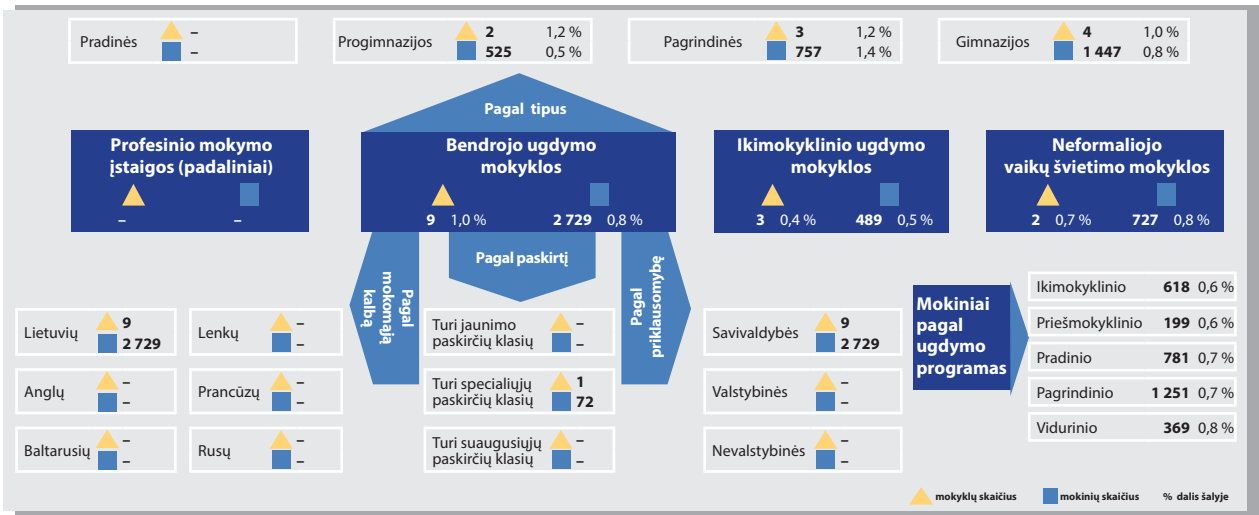 Pradinės
–
–
Progimnazijos
2 1,2 %
525 0,5 %
Pagrindinės
3 1,2 %
757 1,4 %
Gimnazijos
4 1,0 %
1 447 0,8 %
Pagal tipus
Profesinio mokymo
įstaigos (padaliniai)
– –
Bendrojo ugdymo
mokyklos
9 1,0 % 2 729 0,8 %
Ikimokyklinio ugdymo
mokyklos
3 0,4 % 489 0,5 %
Neformaliojo
vaikų švietimo mokyklos
2 0,7 % 727 0,8 %
Pagal
mokomąją
kalbą
Pagal paskirtį
Pagal
priklausomybę
Lietuvių
9
2 729
Lenkų
–
–
Anglų
–
–
Prancūzų
–
–
Baltarusių
–
–
Rusų
–
–
Turi jaunimo
paskirčių klasių
–
–
Turi specialiųjų
paskirčių klasių
1
72
Turi suaugusiųjų
paskirčių klasių
–
–
Savivaldybės
9
2 729
Valstybinės
–
–
Nevalstybinės
–
–
Mokiniai
pagal
ugdymo
programas
Ikimokyklinio 618 0,6 %
Priešmokyklinio 199 0,6 %
Pradinio 781 0,7 %
Pagrindinio 1 251 0,7 %
Vidurinio 369 0,8 %
mokyklų skaičius mokinių skaičius % dalis šalyje